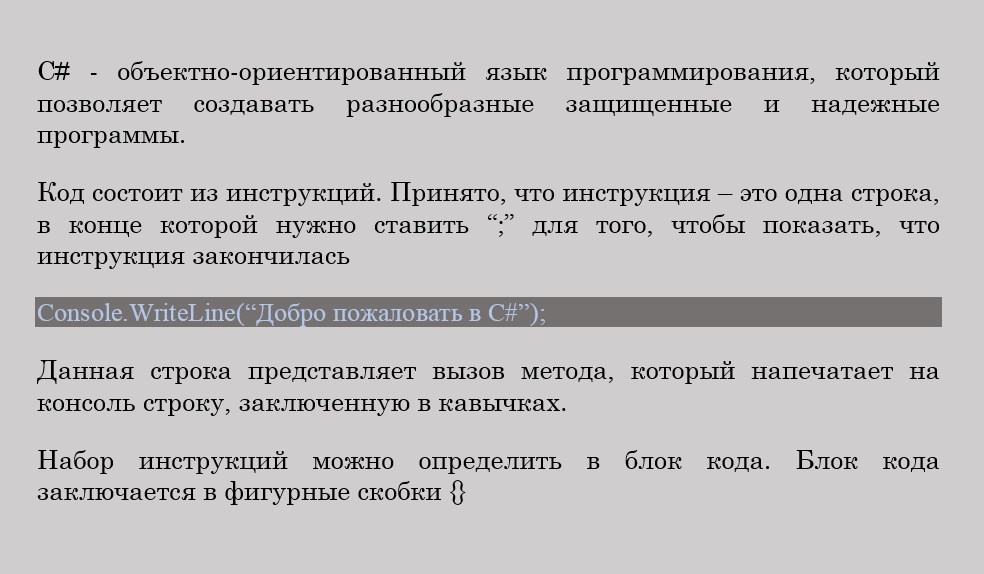 C# - объектно-ориентированный язык программирования, который
позволяет создавать разнообразные защищенные и надежные
программы.
Код состоит из инструкций. Принято, что инструкция – это одна строка,
в конце которой нужно ставить “;” для того, чтобы показать, что
инструкция закончилась
Console.WriteLine(“Добро пожаловать в C#”);
Данная строка представляет вызов метода, который напечатает на
консоль строку, заключенную в кавычках.
Набор инструкций можно определить в блок кода. Блок кода
заключается в фигурные скобки {}